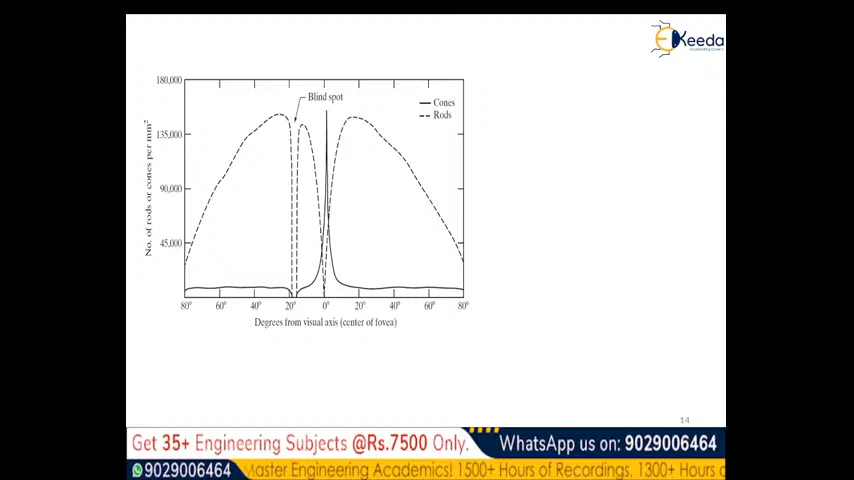 EKeeda
180,000
Blind spot
Cones
Rods
135,000
90,000
45,000
No. of rods or cones per mm²
80° 60° 40° 20° 0° 20° 40° 60° 80°
Degrees from visual axis (center of fovea)
14
Get 35+ Engineering Subjects @Rs.7500 Only.
WhatsApp us on: 9029006464
9029006464
Master Engineering Academics! 1500+ Hours of Recordings, 1300+ Hours